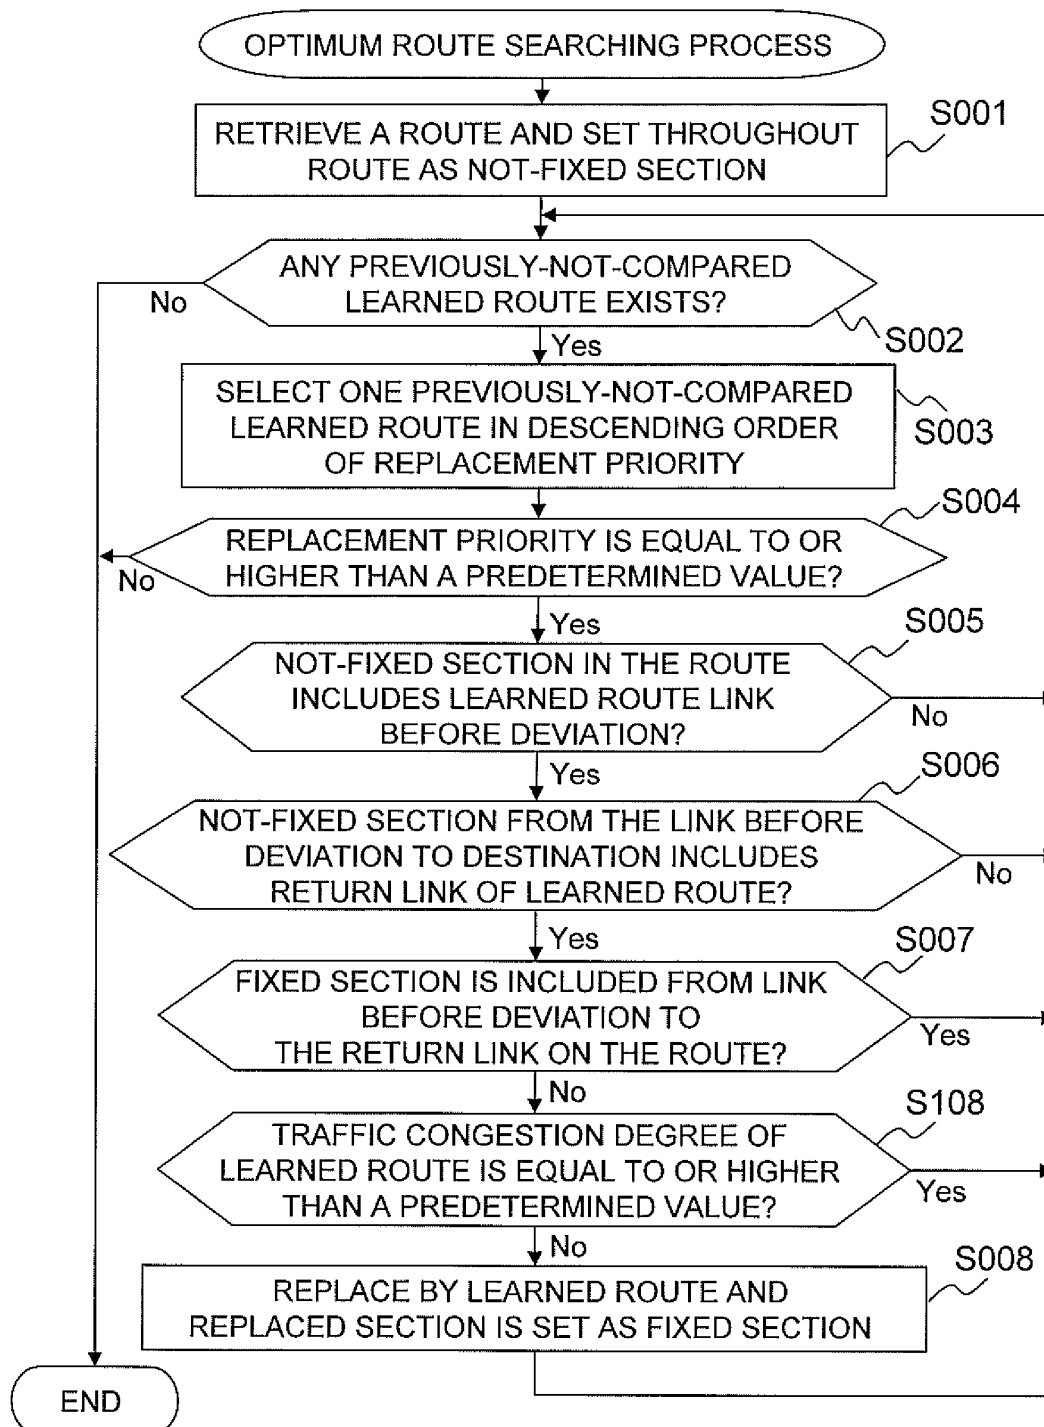 OPTIMUM ROUTE SEARCHING PROCESS
S001
RETRIEVE A ROUTE AND SET THROUGHOUT
ROUTE AS NOT-FIXED SECTION
ANY PREVIOUSLY-NOT-COMPARED
LEARNED ROUTE EXISTS?
No
S002
Yes
SELECT ONE PREVIOUSLY-NOT-COMPARED
LEARNED ROUTE IN DESCENDING ORDER
OF REPLACEMENT PRIORITY
S003
S004
REPLACEMENT PRIORITY IS EQUAL TO OR
HIGHER THAN A PREDETERMINED VALUE?
No
Yes
S005
NOT-FIXED SECTION IN THE ROUTE
INCLUDES LEARNED ROUTE LINK
BEFORE DEVIATION?
No
Yes
S006
NOT-FIXED SECTION FROM THE LINK BEFORE
DEVIATION TO DESTINATION INCLUDES
RETURN LINK OF LEARNED ROUTE?
No
Yes
S007
FIXED SECTION IS INCLUDED FROM LINK
BEFORE DEVIATION TO
THE RETURN LINK ON THE ROUTE?
Yes
No
S108
TRAFFIC CONGESTION DEGREE OF
LEARNED ROUTE IS EQUAL TO OR HIGHER
THAN A PREDETERMINED VALUE?
Yes
No
S008
REPLACE BY LEARNED ROUTE AND
REPLACED SECTION IS SET AS FIXED SECTION
END